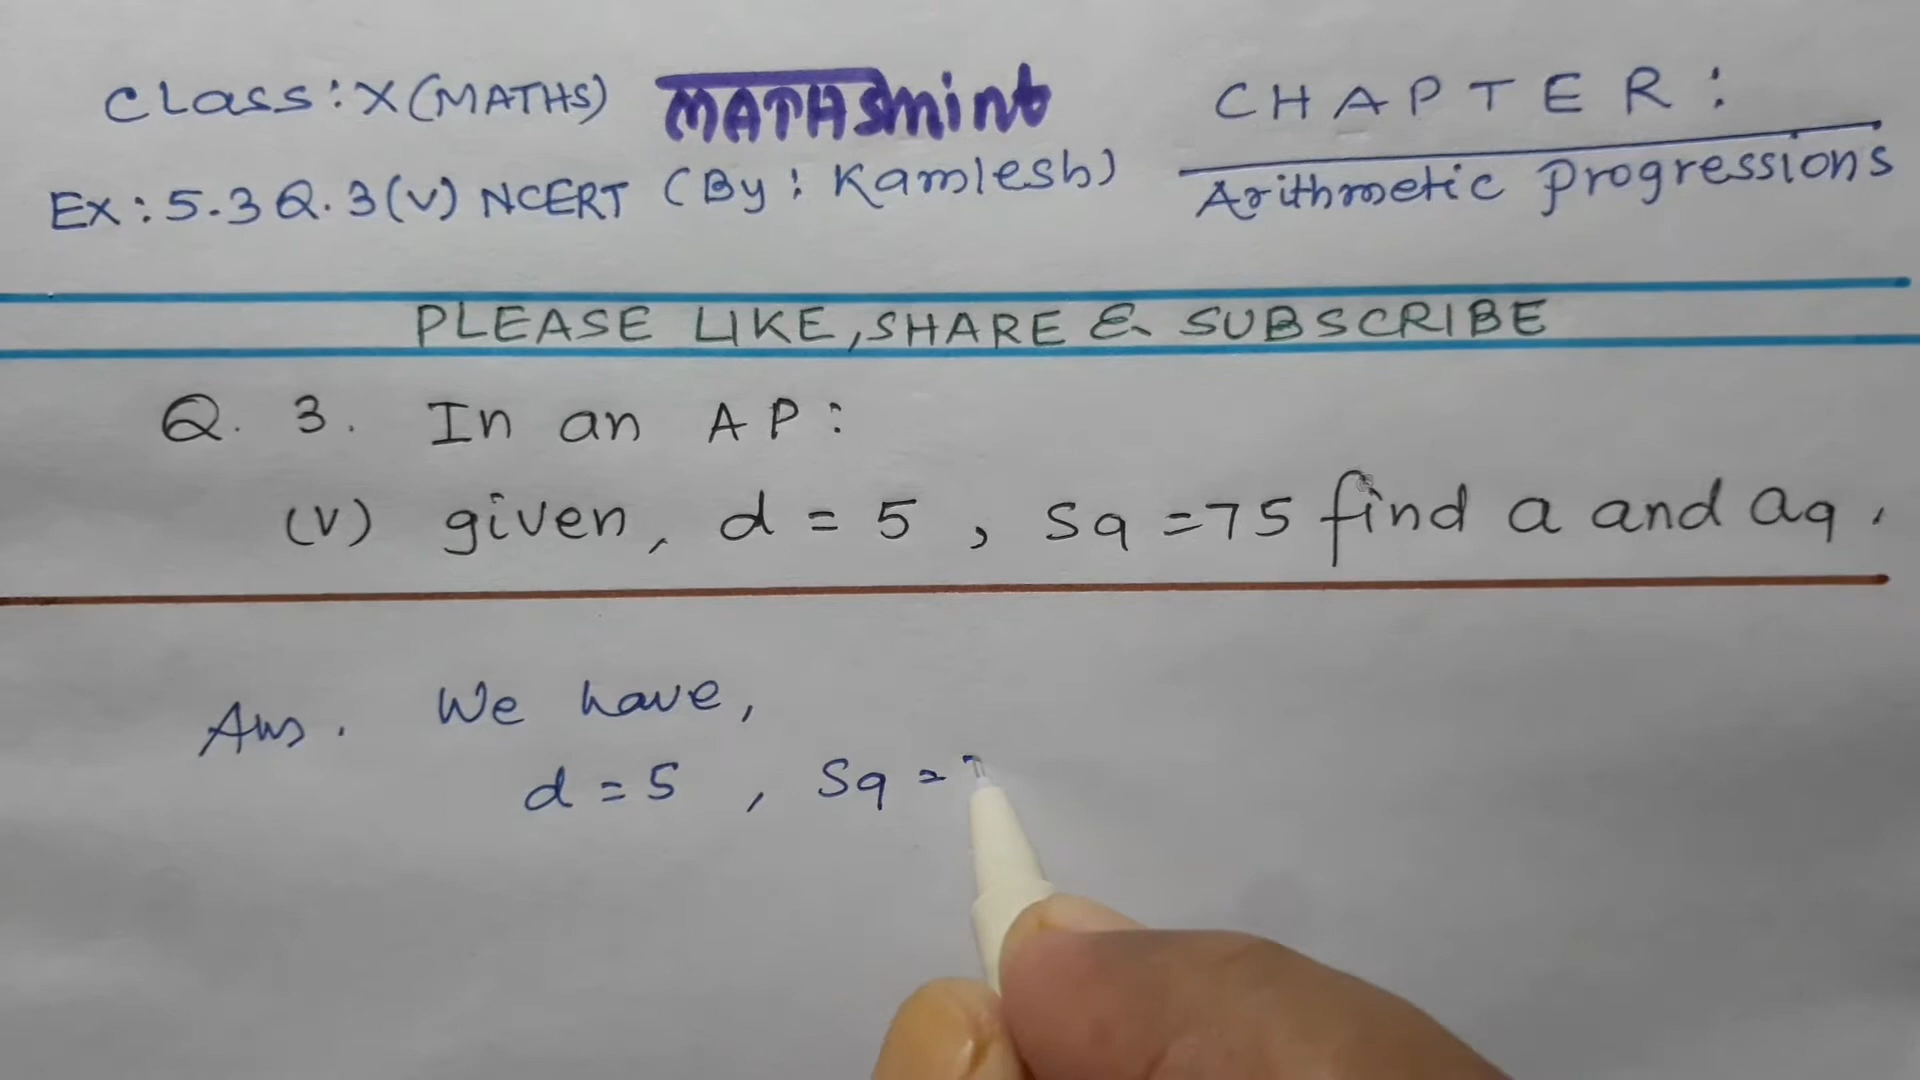 Class: X (MATHS) MATHSmint CHAPTER:
Ex: 5.3 Q.3(v) NCERT (By: Kamlesh) Arithmetic Progressions
PLEASE LIKE, SHARE & SUBSCRIBE
Q. 3. In an AP:
(v) given, d = 5, S9 = 75 find a and a9.
Ans. We have,
d = 5, S9 = 7